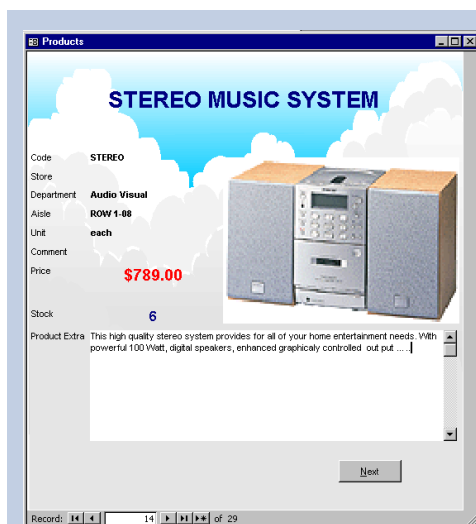 Products
STEREO MUSIC SYSTEM
Code STEREO
Store
Department Audio Visual
Aisle ROW 1-08
Unit each
Comment
Price $789.00
Stock 6
Product Extra This high quality stereo system provides for all of your home entertainment needs. With
powerful 100 Watt, digital speakers, enhanced graphicaly controlled out put .....
Next
Record: 14 of 29